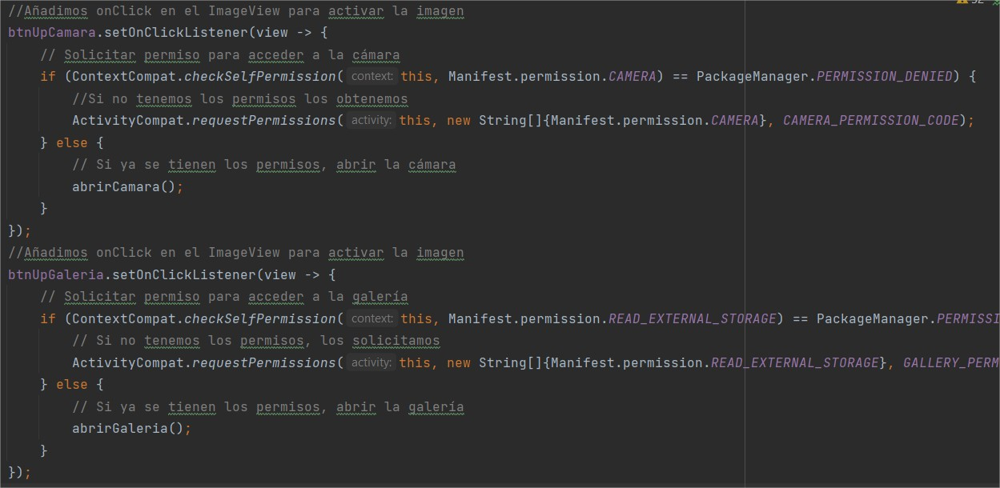 //Añadimos onClick en el ImageView para activar la imagen
btnUpCamara.setOnClickListener(view -> {
// Solicitar permiso para acceder a la cámara
if (ContextCompat.checkSelfPermission( context: this, Manifest.permission.CAMERA) == PackageManager.PERMISSION_DENIED) {
//Si no tenemos los permisos los obtenemos
ActivityCompat.requestPermissions( activity: this, new String[]{Manifest.permission.CAMERA}, CAMERA_PERMISSION_CODE);
} else {
// Si ya se tienen los permisos, abrir la cámara
abrirCamara();
}
});
//Añadimos onClick en el ImageView para activar la imagen
btnUpGaleria.setOnClickListener(view -> {
// Solicitar permiso para acceder a la galería
if (ContextCompat.checkSelfPermission( context: this, Manifest.permission.READ_EXTERNAL_STORAGE) == PackageManager.PERMISSI
// Si no tenemos los permisos, los solicitamos
ActivityCompat.requestPermissions( activity: this, new String[]{Manifest.permission.READ_EXTERNAL_STORAGE}, GALLERY_PERM
} else {
// Si ya se tienen los permisos, abrir la galería
abrirGaleria();
}
});